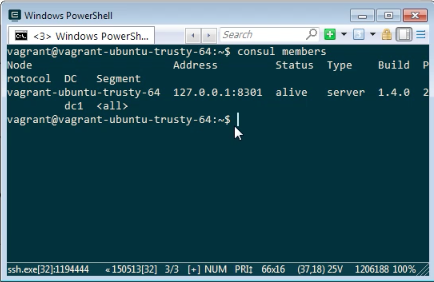 Windows PowerShell
<3> Windows PowerSh...
Search
vagrant@vagrant-ubuntu-trusty-64:~$ consul members
Node Address Status Type Build P
rotocol DC Segment
vagrant-ubuntu-trusty-64 127.0.0.1:8301 alive server 1.4.0 2
dc1 <all>
vagrant@vagrant-ubuntu-trusty-64:~$
ssh.exe[32]:1194444 «150513[32] 3/3 [+] NUM PRI‡ 66x16 (37,18) 25V 1206188 100%